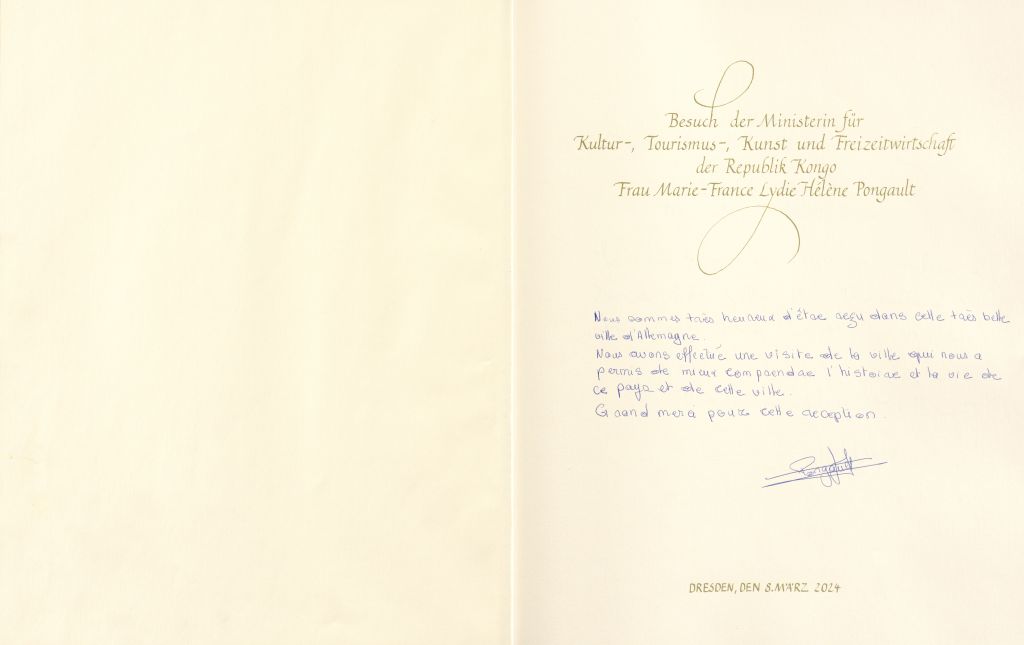 Besuch der Ministerin für
Kultur-, Tourismus-, Kunst und Freizeitwirtschaft
der Republik Kongo
Frau Marie-France Lydie Hélène Pongault
Nous sommes très heureux d'être reçu dans cette très belle
ville d'Allemagne.
Nous avons effectué une visite de la ville qui nous a
permis de mieux comprendre l'histoire et la vie de
ce pays et de cette ville.
Grand merci pour cette reception.
Pongault
DRESDEN, DEN 8. MÄRZ 2024